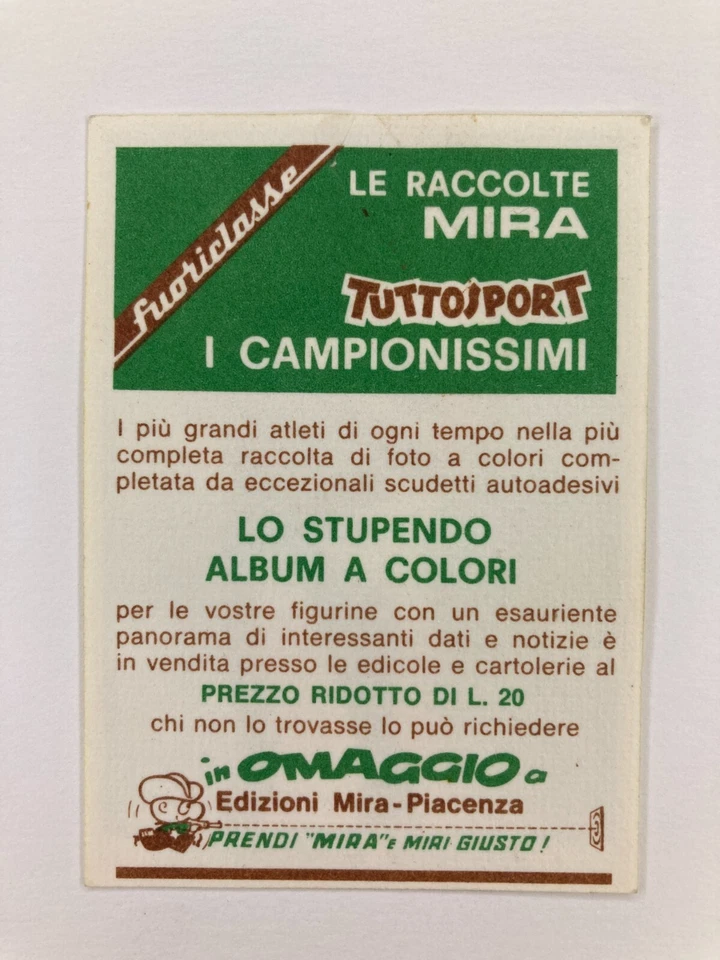 fuoriclasse
LE RACCOLTE
MIRA
TUTTOSPORT
I CAMPIONISSIMI
I più grandi atleti di ogni tempo nella più
completa raccolta di foto a colori com-
pletata da eccezionali scudetti autoadesivi
LO STUPENDO
ALBUM A COLORI
per le vostre figurine con un esauriente
panorama di interessanti dati e notizie è
in vendita presso le edicole e cartolerie al
PREZZO RIDOTTO DI L. 20
chi non lo trovasse lo può richiedere
in OMAGGIO a
Edizioni Mira-Piacenza
PRENDI "MIRA" E MIRI GIUSTO!